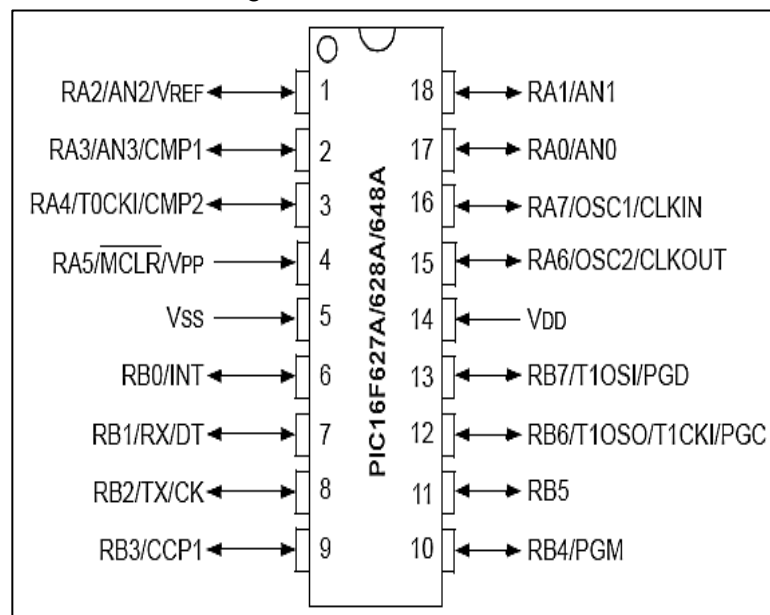 RA2/AN2/VREF 1 18 RA1/AN1
RA3/AN3/CMP1 2 17 RA0/AN0
RA4/T0CKI/CMP2 3 16 RA7/OSC1/CLKIN
RA5/MCLR/VPP 4 15 RA6/OSC2/CLKOUT
VSS 5 14 VDD
RB0/INT 6 13 RB7/T1OSI/PGD
RB1/RX/DT 7 12 RB6/T1OSO/T1CKI/PGC
RB2/TX/CK 8 11 RB5
RB3/CCP1 9 10 RB4/PGM
PIC16F627A/628A/648A